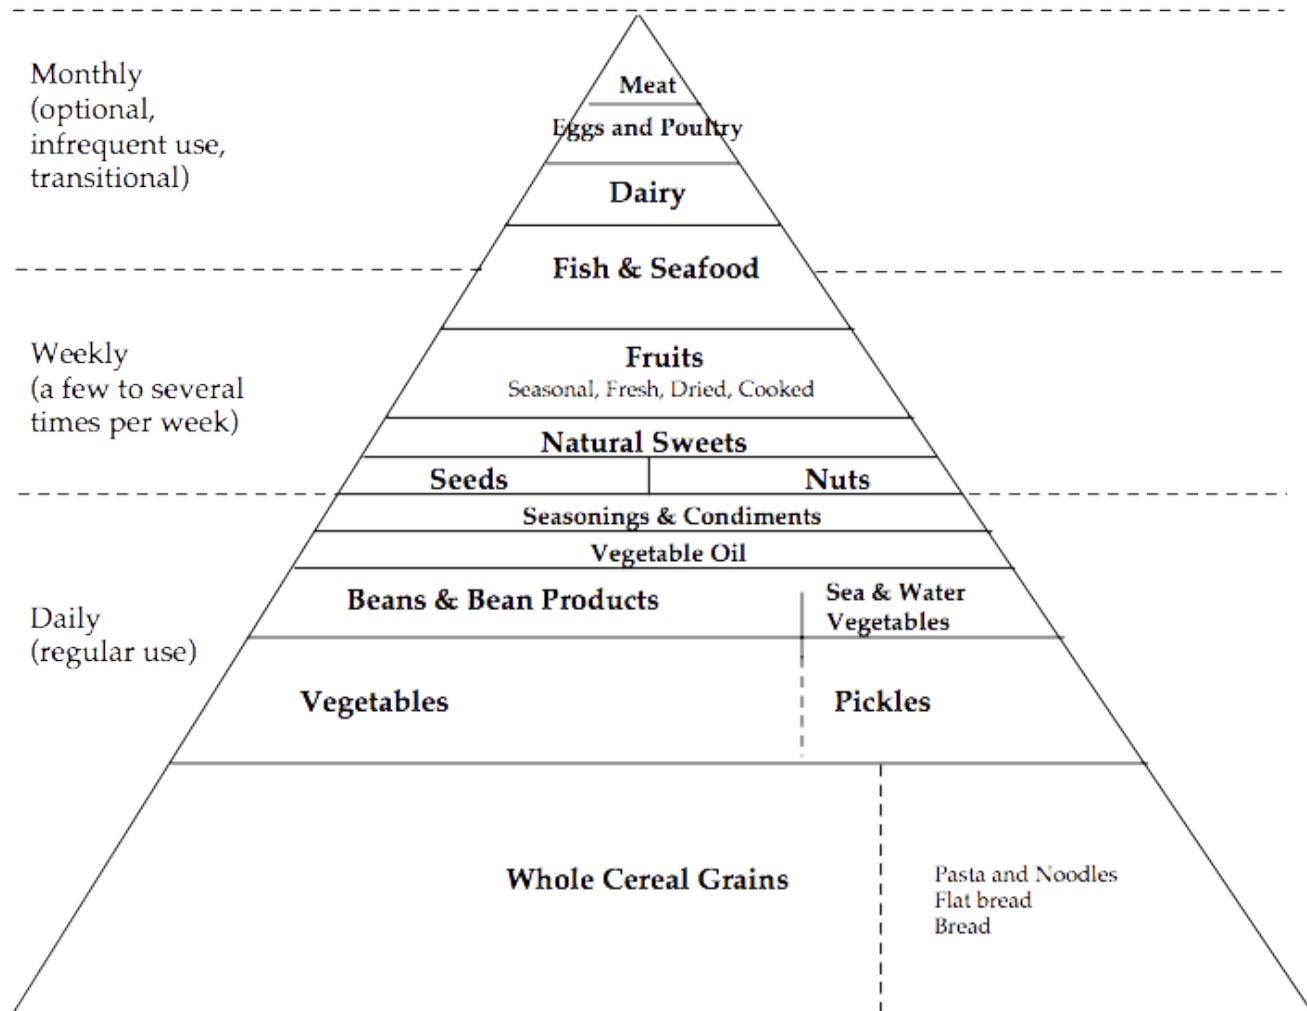 Monthly
(optional,
infrequent use,
transitional)
Meat
Eggs and Poultry
Dairy
Fish & Seafood
Weekly
(a few to several
times per week)
Fruits
Seasonal, Fresh, Dried, Cooked
Natural Sweets
Seeds
Nuts
Seasonings & Condiments
Vegetable Oil
Daily
(regular use)
Beans & Bean Products
Sea & Water
Vegetables
Vegetables
Pickles
Whole Cereal Grains
Pasta and Noodles
Flat bread
Bread